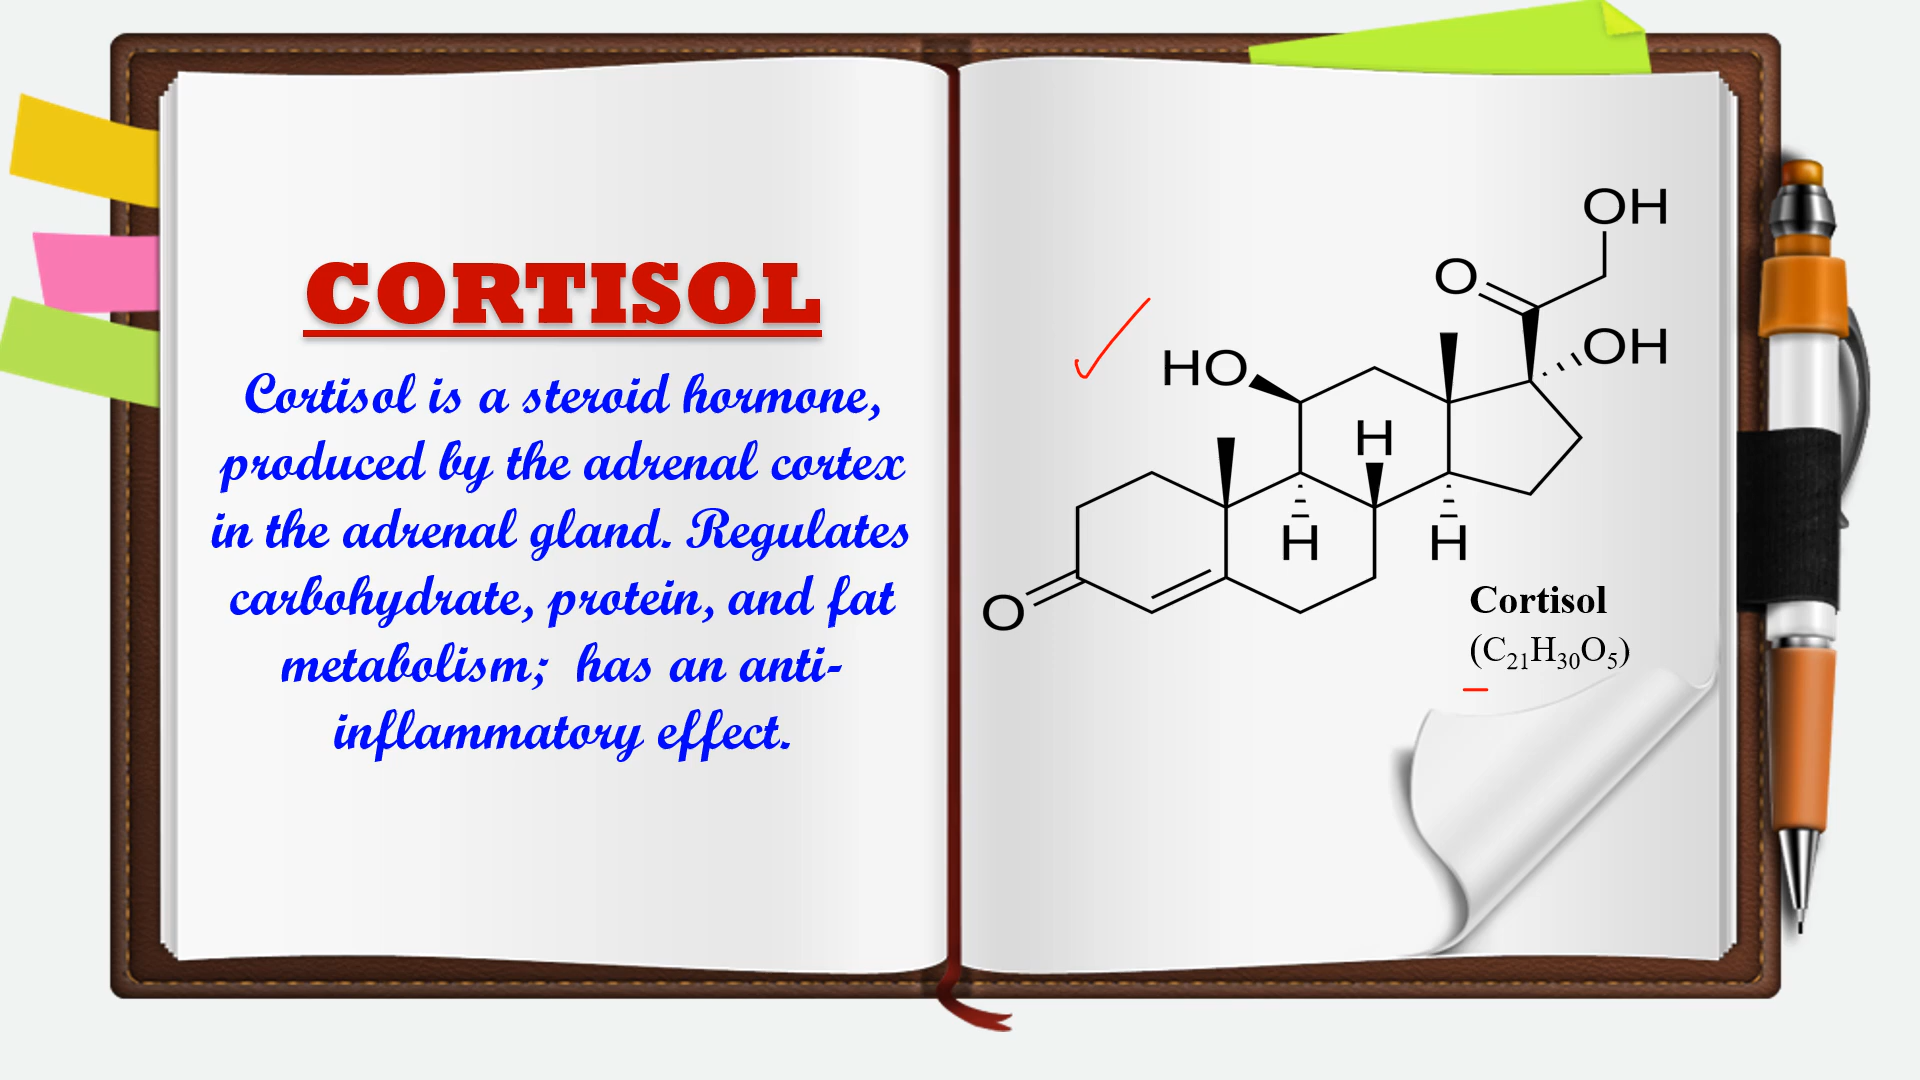 CORTISOL
Cortisol is a steroid hormone,
produced by the adrenal cortex
in the adrenal gland. Regulates
carbohydrate, protein, and fat
metabolism;  has an anti-
inflammatory effect.
OH
O
OH
HO
H
H
H
O
Cortisol
(C₂₁H₃₀O₅)